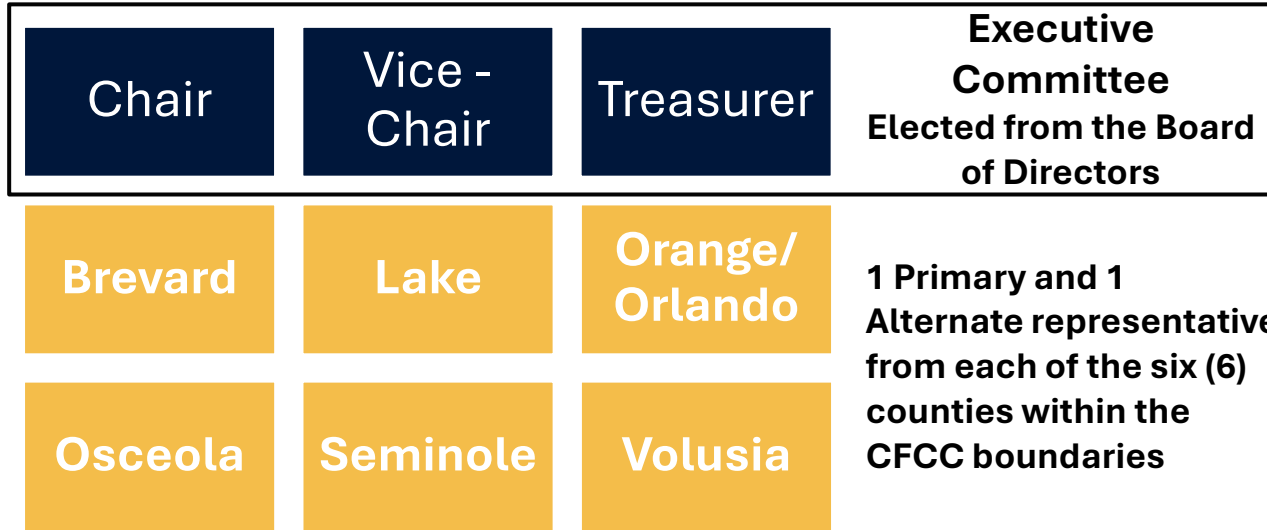 Chair
Vice -
Chair
Treasurer
Executive
Committee
Elected from the Board
of Directors
Brevard
Lake
Orange/
Orlando
Osceola
Seminole
Volusia
1 Primary and 1
Alternate representative
from each of the six (6)
counties within the
CFCC boundaries